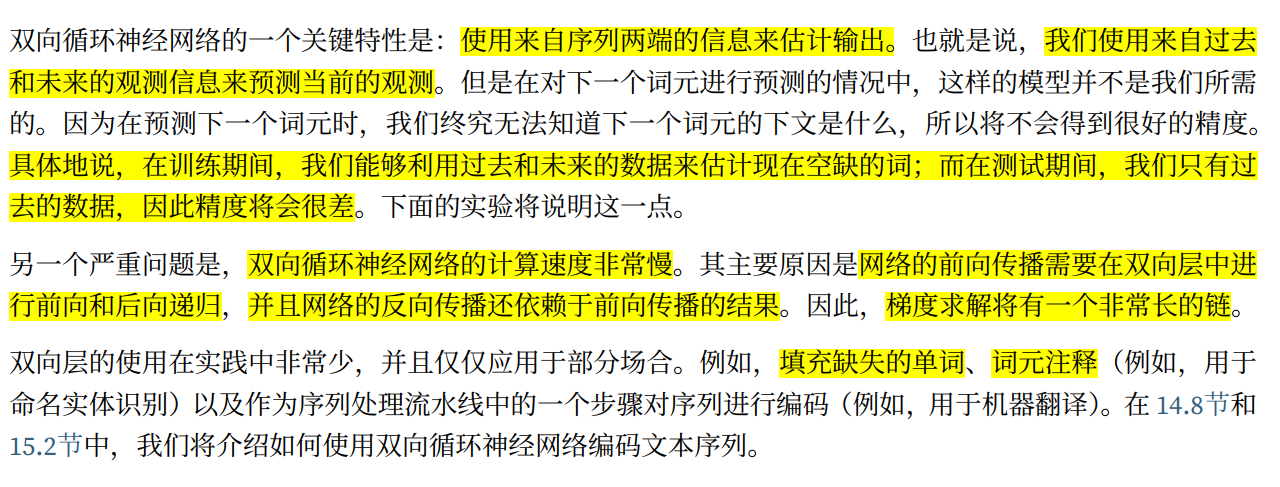 双向循环神经网络的一个关键特性是：使用来自序列两端的信息来估计输出。也就是说，我们使用来自过去
和未来的观测信息来预测当前的观测。但是在对下一个词元进行预测的情况中，这样的模型并不是我们所需
的。因为在预测下一个词元时，我们终究无法知道下一个词元的下文是什么，所以将不会得到很好的精度。
具体地说，在训练期间，我们能够利用过去和未来的数据来估计现在空缺的词；而在测试期间，我们只有过
去的数据，因此精度将会很差。下面的实验将说明这一点。
另一个严重问题是，双向循环神经网络的计算速度非常慢。其主要原因是网络的前向传播需要在双向层中进
行前向和后向递归，并且网络的反向传播还依赖于前向传播的结果。因此，梯度求解将有一个非常长的链。
双向层的使用在实践中非常少，并且仅仅应用于部分场合。例如，填充缺失的单词、词元注释（例如，用于
命名实体识别）以及作为序列处理流水线中的一个步骤对序列进行编码（例如，用于机器翻译）。在 14.8节和
15.2节中，我们将介绍如何使用双向循环神经网络编码文本序列。